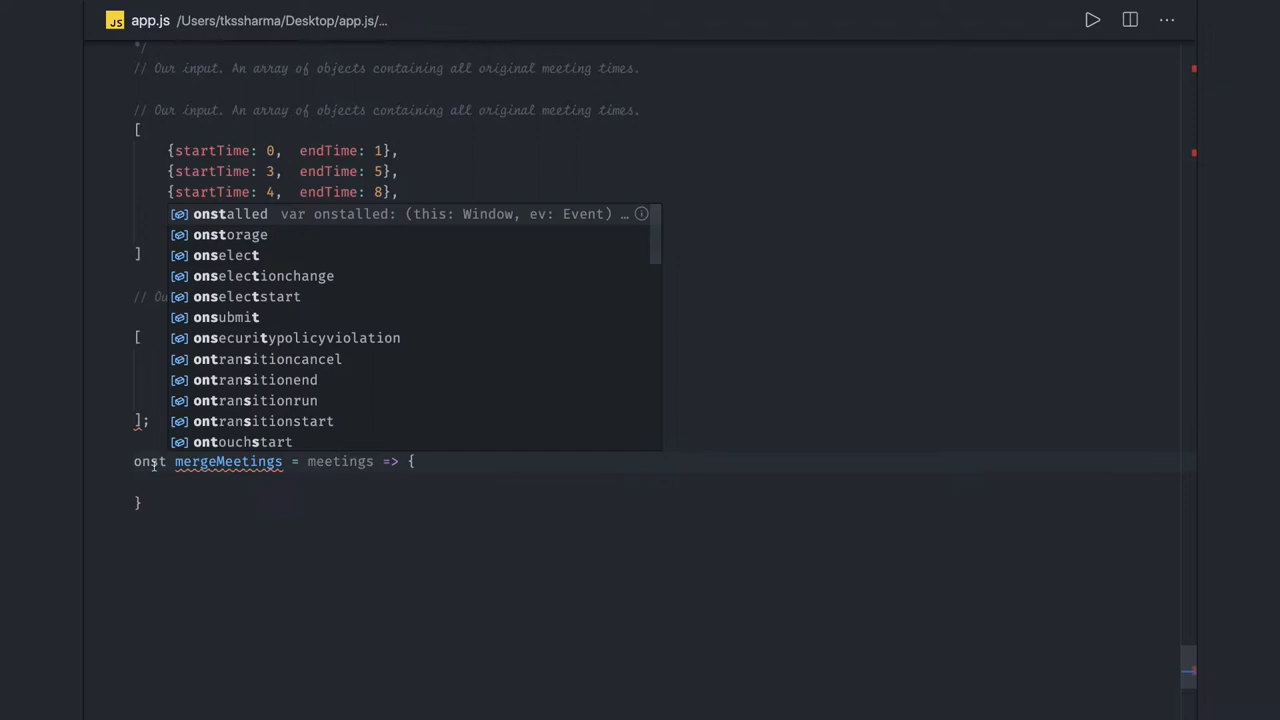 JS app.js /Users/tkssharma/Desktop/app.js/...
*/
// Our input. An array of objects containing all original meeting times.
// Our input. An array of objects containing all original meeting times.
[
{startTime: 0, endTime: 1},
{startTime: 3, endTime: 5},
{startTime: 4, endTime: 8},
onstalled var onstalled: (this: Window, ev: Event) …
onstorage
onselect
]
onselectionchange
// Ou
onselectstart
onsubmit
[
onsecuritypolicyviolation
ontransitioncancel
ontransitionend
ontransitionrun
];
ontransitionstart
ontouchstart
onst mergeMeetings = meetings => {
}